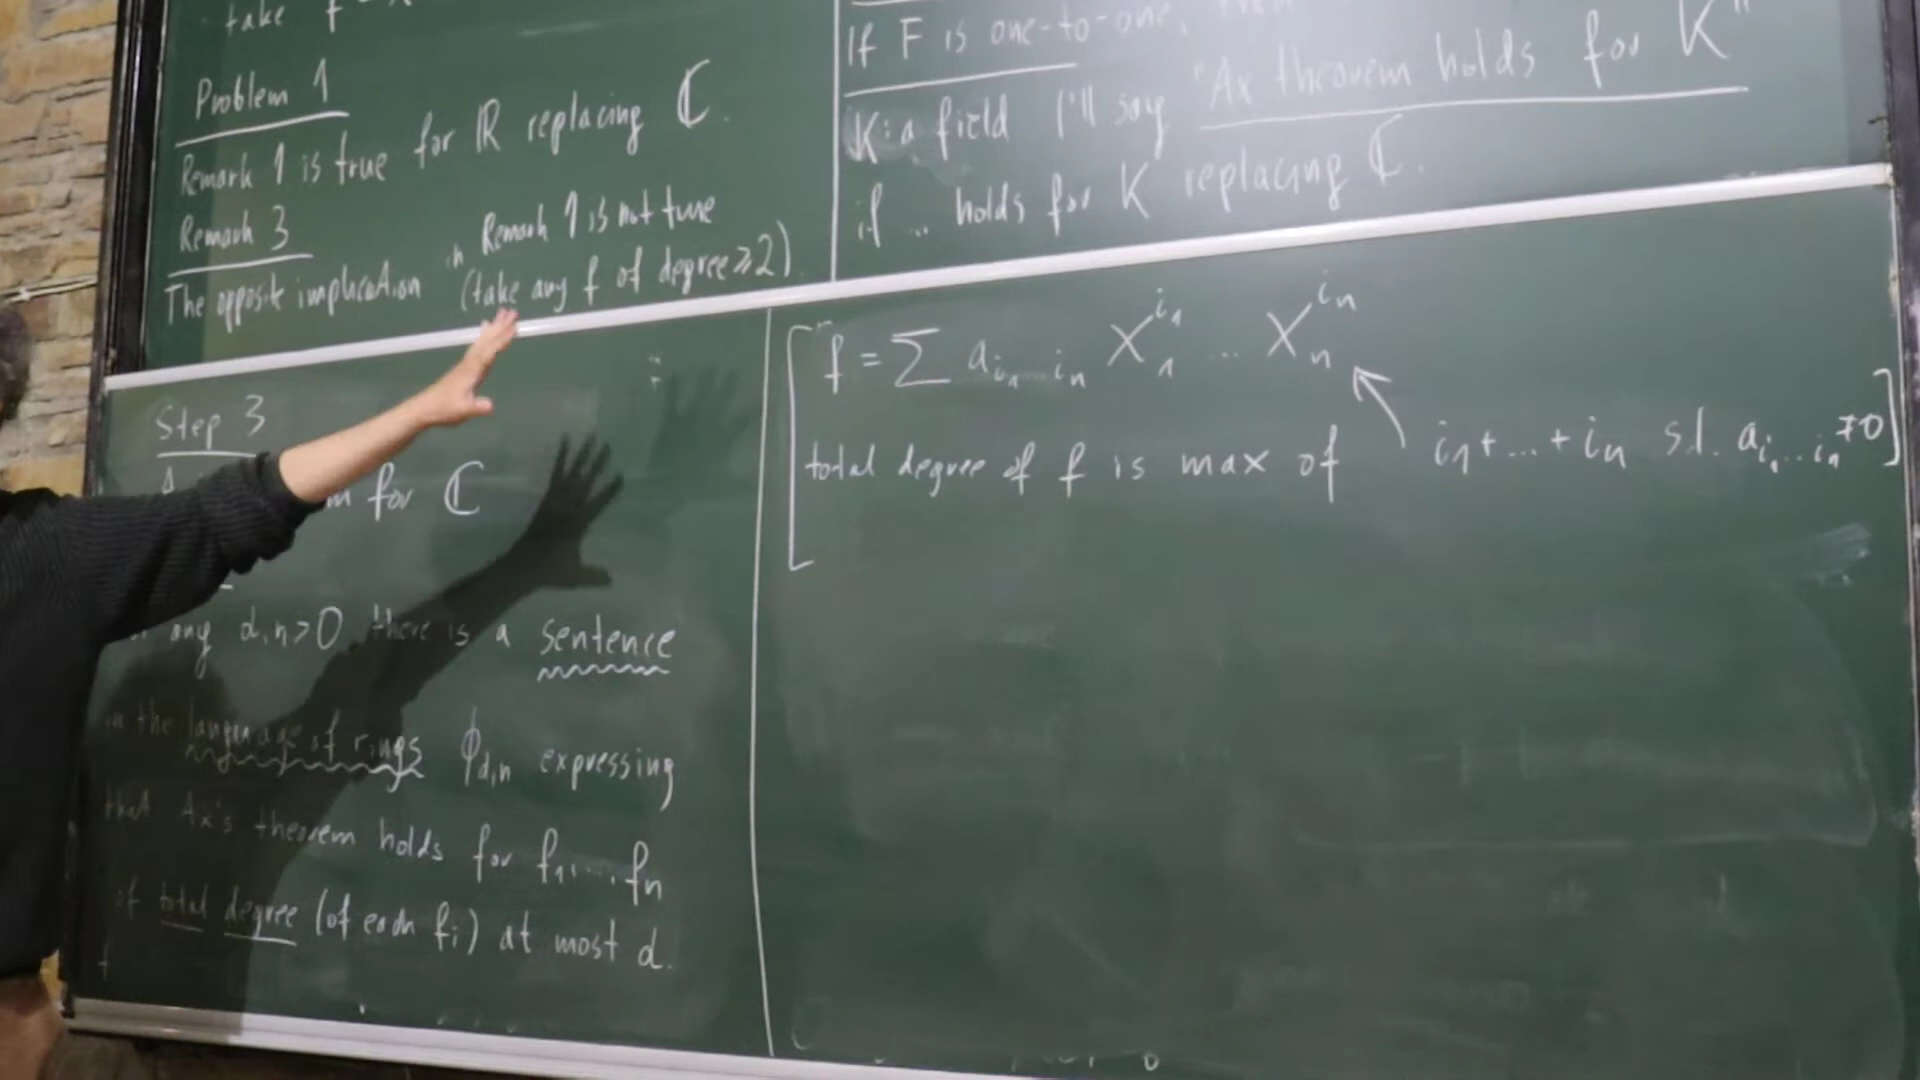 take f
Problem 1
Remark 1 is true for ℝ replacing ℂ.
Remark 3
The opposite implication in Remark 1 is not true
(take any f of degree ≥ 2)
If F is one-to-one,
K: a field I'll say "Ax theorem holds for K"
if ... holds for K replacing ℂ.
Step 3
for ℂ
any d,n>0 there is a sentence
in the language of rings ϕ_{d,n} expressing
that Ax's theorem holds for f_1,...,f_n
of total degree (of each f_i) at most d.
[f = ∑ a_{i_1...i_n} X_1^{i_1} ... X_n^{i_n}
total degree of f is max of i_1+...+i_n s.t. a_{i_1...i_n} ≠0]